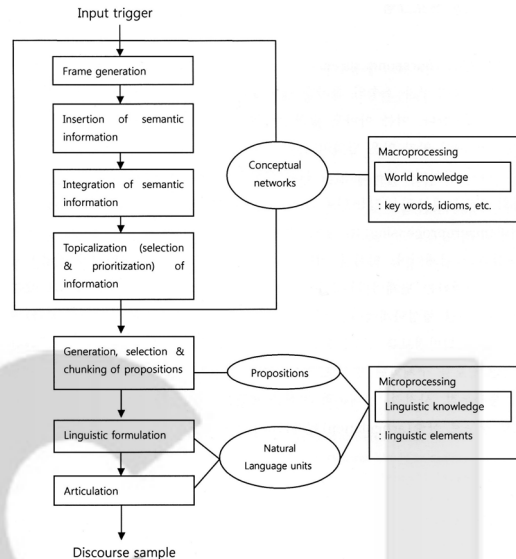 Input trigger
Frame generation
Insertion of semantic
information
Integration of semantic
information
Topicalization (selection
& prioritization) of
information
Conceptual
networks
Macroprocessing
World knowledge
: key words, idioms, etc.
Generation, selection &
chunking of propositions
Propositions
Microprocessing
Linguistic knowledge
: linguistic elements
Linguistic formulation
Natural
Language units
Articulation
Discourse sample